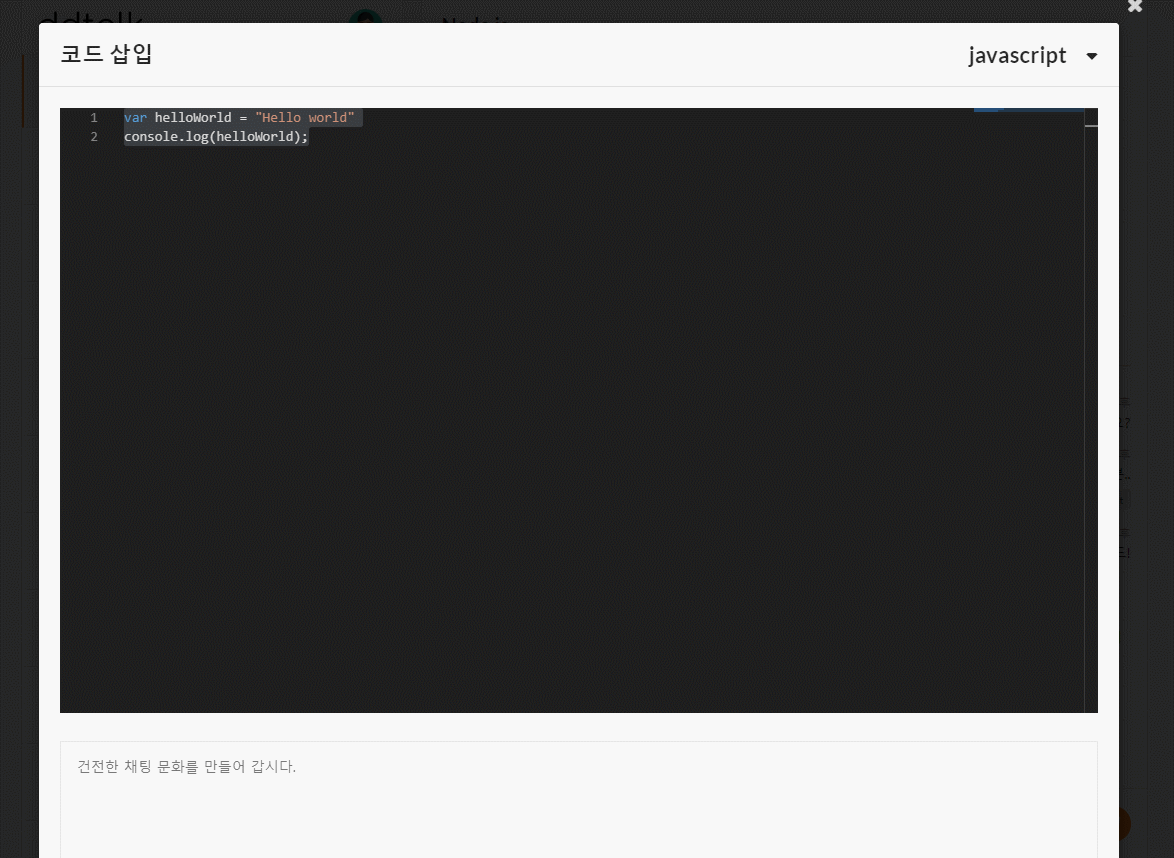 코드 삽입
javascript
1 var helloWorld = "Hello world"
2 console.log(helloWorld);
건전한 채팅 문화를 만들어 갑시다.